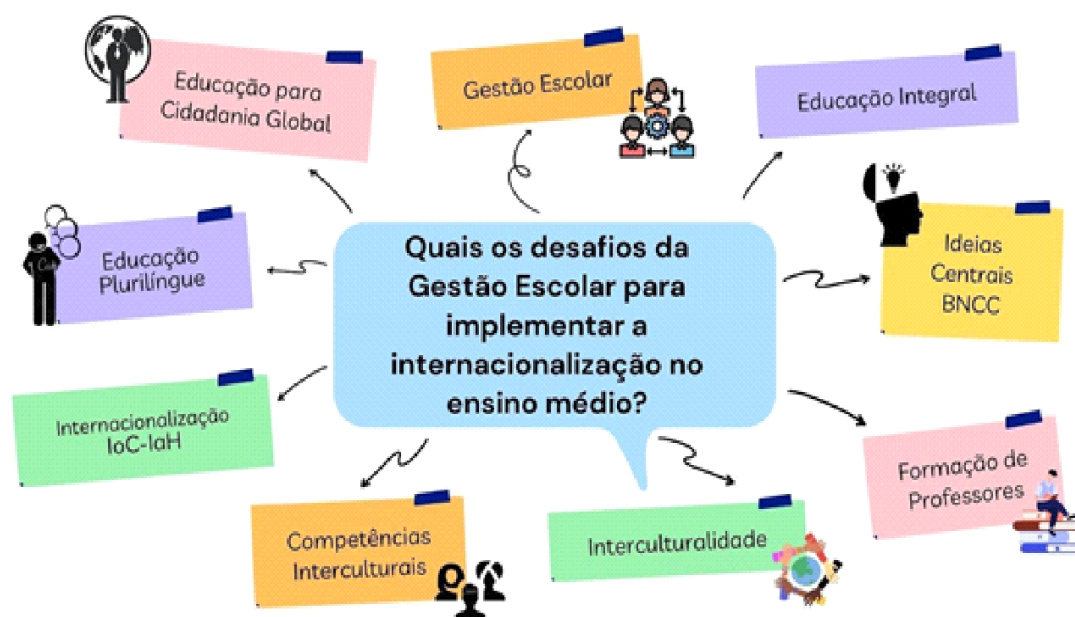 Educação para
Cidadania Global
Gestão Escolar
Educação Integral
Educação
Plurilíngue
Quais os desafios da
Gestão Escolar para
implementar a
internacionalização no
ensino médio?
Ideias
Centrais
BNCC
Internacionalização
IoC-IaH
Formação de
Professores
Competências
Interculturais
Interculturalidade